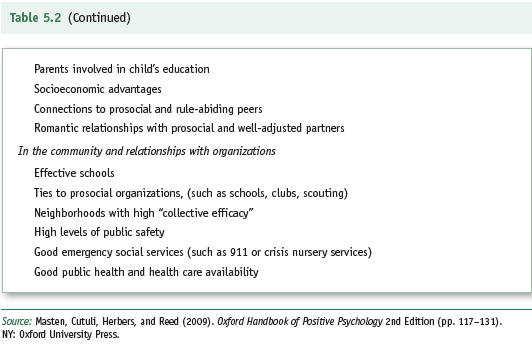 Table 5.2 (Continued)
Parents involved in child's education
Socioeconomic advantages
Connections to prosocial and rule-abiding peers
Romantic relationships with prosocial and well-adjusted partners
In the community and relationships with organizations
Effective schools
Ties to prosocial organizations, (such as schools, clubs, scouting)
Neighborhoods with high “collective efficacy”
High levels of public safety
Good emergency social services (such as 911 or crisis nursery services)
Good public health and health care availability
Source: Masten, Cutuli, Herbers, and Reed (2009). Oxford Handbook of Positive Psychology 2nd Edition (pp. 117–131).
NY: Oxford University Press.